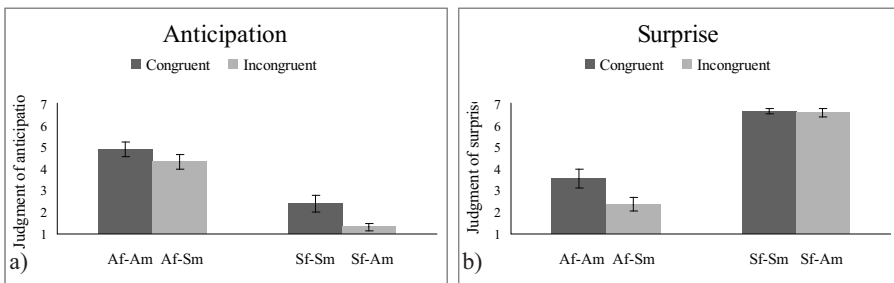 Anticipation
Congruent Incongruent
Judgment of anticipatio
7
6
5
4
3
2
1
Af-Am Af-Sm Sf-Sm Sf-Am
a)
Surprise
Congruent Incongruent
Judgment of surprise
7
6
5
4
3
2
1
Af-Am Af-Sm Sf-Sm Sf-Am
b)